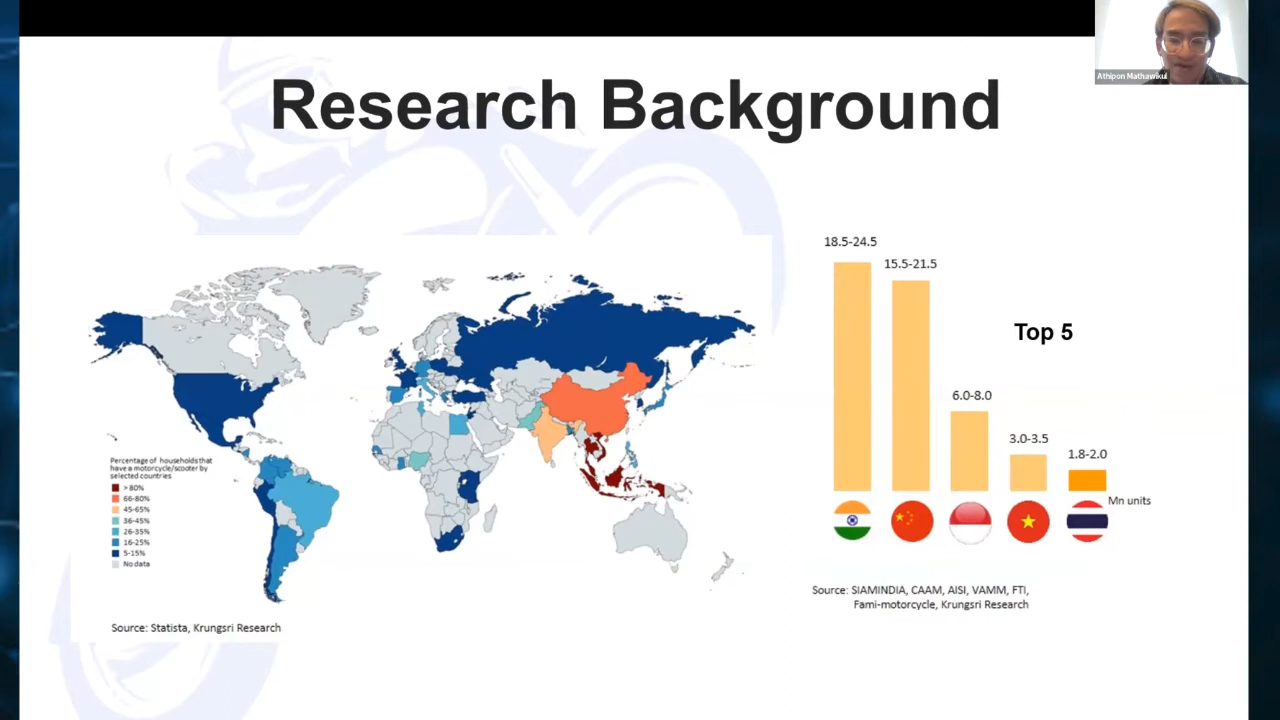 Athipon Mathawikul
Research Background
Percentage of households that
have a motorcycle/scooter by
selected countries
> 80%
66-80%
45-65%
36-45%
26-35%
16-25%
5-15%
No data
Source: Statista, Krungsri Research
18.5-24.5
15.5-21.5
Top 5
6.0-8.0
3.0-3.5
1.8-2.0
Mn units
Source: SIAMINDIA, CAAM, AISI, VAMM, FTI,
Fami-motorcycle, Krungsri Research